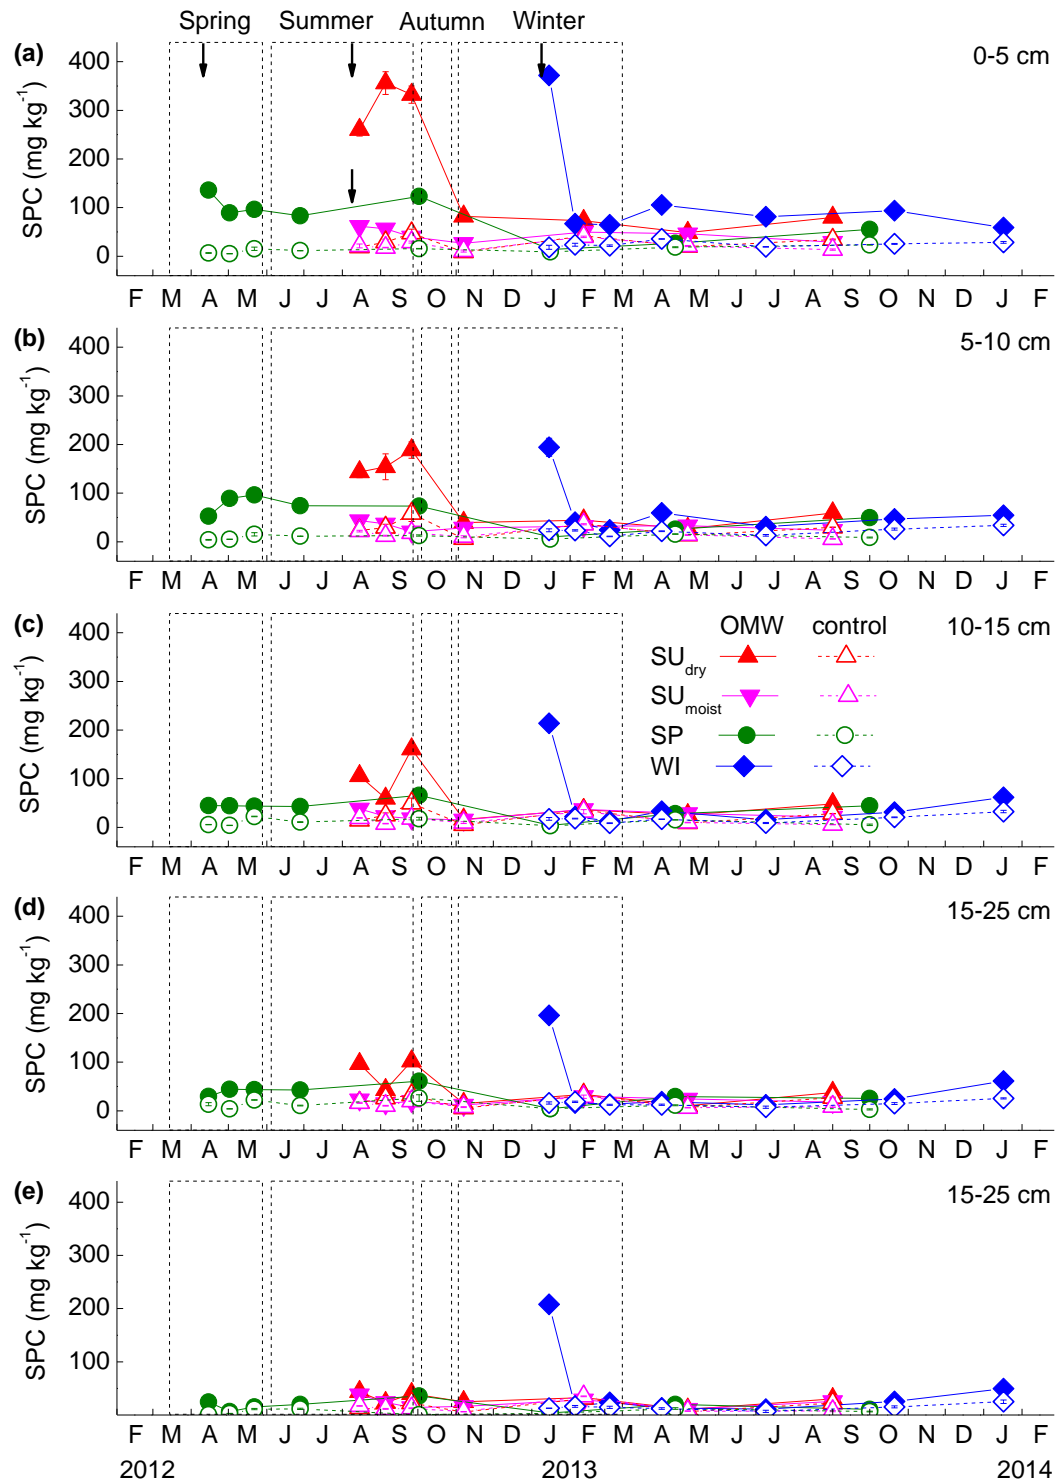 Spring Summer Autumn Winter
(a) 0-5 cm
SPC (mg kg-1)
400
300
200
100
0
F M A M J J A S O N D J F M A M J J A S O N D J F
(b) 5-10 cm
SPC (mg kg-1)
400
300
200
100
0
F M A M J J A S O N D J F M A M J J A S O N D J F
(c) 10-15 cm
SPC (mg kg-1)
400
300
200
100
0
OMW control
SUdry
SUmoist
SP
WI
F M A M J J A S O N D J F M A M J J A S O N D J F
(d) 15-25 cm
SPC (mg kg-1)
400
300
200
100
0
F M A M J J A S O N D J F M A M J J A S O N D J F
(e) 15-25 cm
SPC (mg kg-1)
400
300
200
100
F M A M J J A S O N D J F M A M J J A S O N D J F
2012 2013 2014